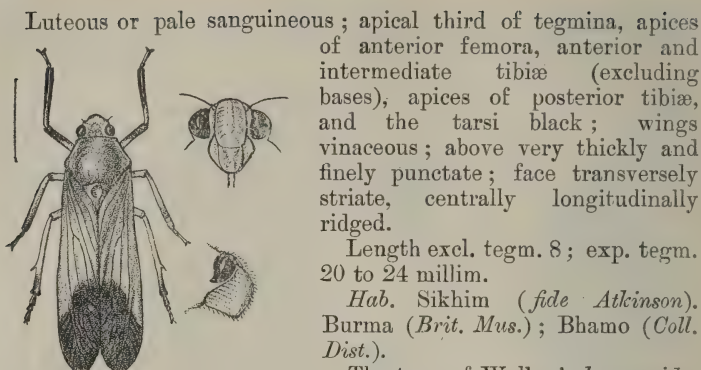 Luteous or pale sanguineous ; apical third of tegmina, apices
of anterior femora, anterior and
intermediate tibiæ (excluding
bases), apices of posterior tibiæ,
and the tarsi black ; wings
vinaceous ; above very thickly and
finely punctate ; face transversely
striate, centrally longitudinally
ridged.
Length excl. tegm. 8 ; exp. tegm.
20 to 24 millim.
Hab. Sikhim (fide Atkinson).
Burma (Brit. Mus.) ; Bhamo (Coll.
Dist.).